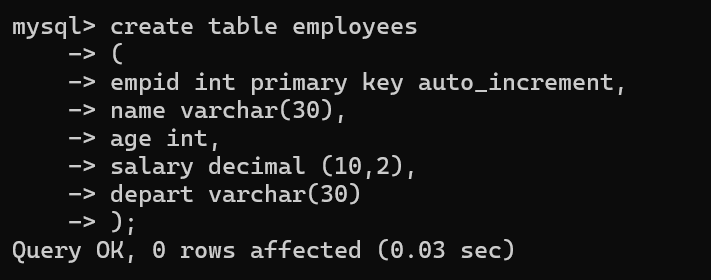 mysql> create table employees
    -> (
    -> empid int primary key auto_increment,
    -> name varchar(30),
    -> age int,
    -> salary decimal (10,2),
    -> depart varchar(30)
    -> );
Query OK, 0 rows affected (0.03 sec)